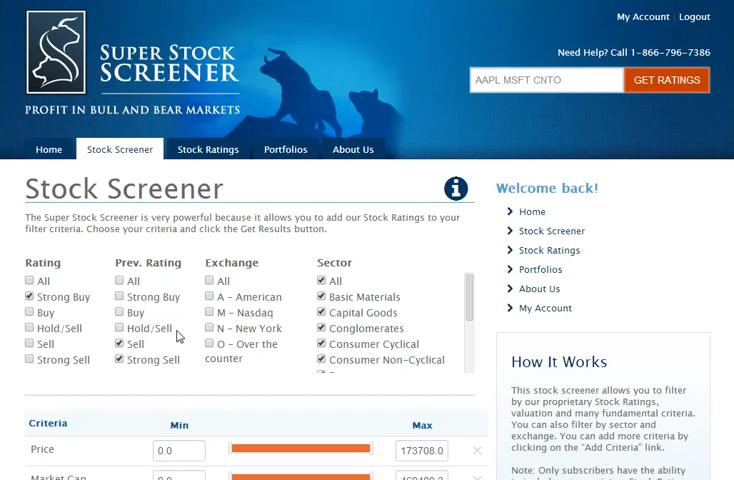 My Account | Logout
SUPER STOCK
SCREENER
PROFIT IN BULL AND BEAR MARKETS
Need Help? Call 1-866-796-7386
AAPL MSFT CNTO
GET RATINGS
Home
Stock Screener
Stock Ratings
Portfolios
About Us
Stock Screener
The Super Stock Screener is very powerful because it allows you to add our Stock Ratings to your
filter criteria. Choose your criteria and click the Get Results button.
Rating
All
Strong Buy
Buy
Hold/Sell
Sell
Strong Sell
Prev. Rating
All
Strong Buy
Buy
Hold/Sell
Sell
Strong Sell
Exchange
All
A - American
M - Nasdaq
N - New York
O - Over the
counter
Sector
All
Basic Materials
Capital Goods
Conglomerates
Consumer Cyclical
Consumer Non-Cyclical
Criteria
Min
Max
Price
0.0
173708.0
Market Cap
0.0
Welcome back!
Home
Stock Screener
Stock Ratings
Portfolios
About Us
My Account
How It Works
This stock screener allows you to filter
by our proprietary Stock Ratings,
valuation and many fundamental criteria.
You can also filter by sector and
exchange. You can add more criteria by
clicking on the “Add Criteria” link.
Note: Only subscribers have the ability